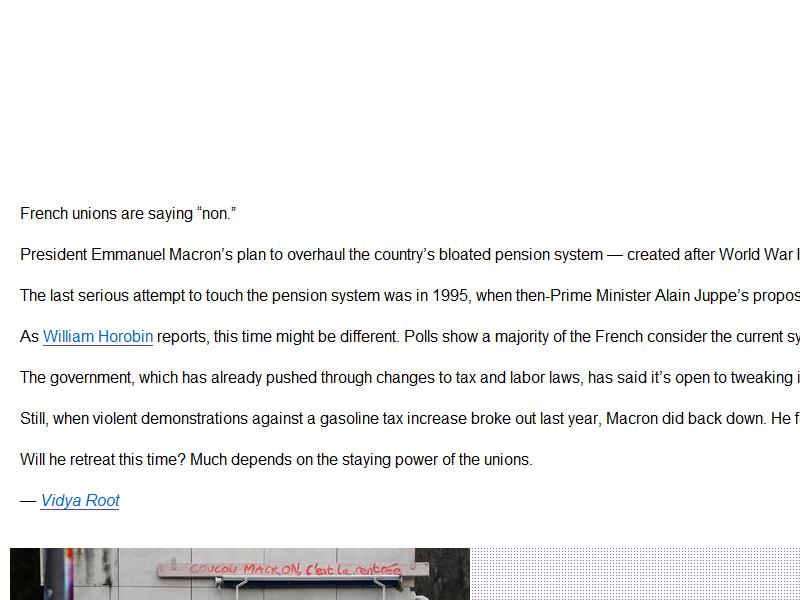 French unions are saying “non.”
President Emmanuel Macron’s plan to overhaul the country’s bloated pension system — created after World War
The last serious attempt to touch the pension system was in 1995, when then-Prime Minister Alain Juppe’s
As William Horobin reports, this time might be different. Polls show a majority of the French consider the current
The government, which has already pushed through changes to tax and labor laws, has said it’s open to tweaking
Still, when violent demonstrations against a gasoline tax increase broke out last year, Macron did back down. He
Will he retreat this time? Much depends on the staying power of the unions.
— Vidya Root
COUCOU MACRON, c'est la rentrée